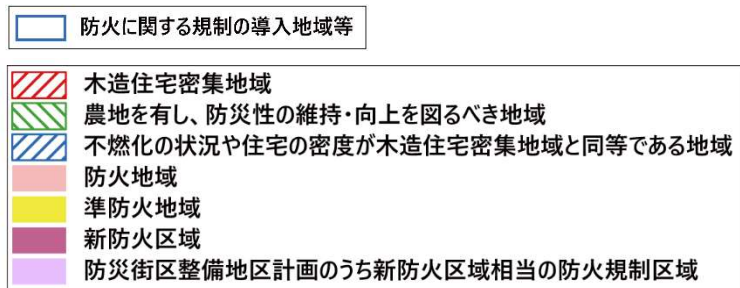 防火に関する規制の導入地域等
木造住宅密集地域
農地を有し、防災性の維持・向上を図るべき地域
不燃化の状況や住宅の密度が木造住宅密集地域と同等である地域
防火地域
準防火地域
新防火区域
防災街区整備地区計画のうち新防火区域相当の防火規制区域